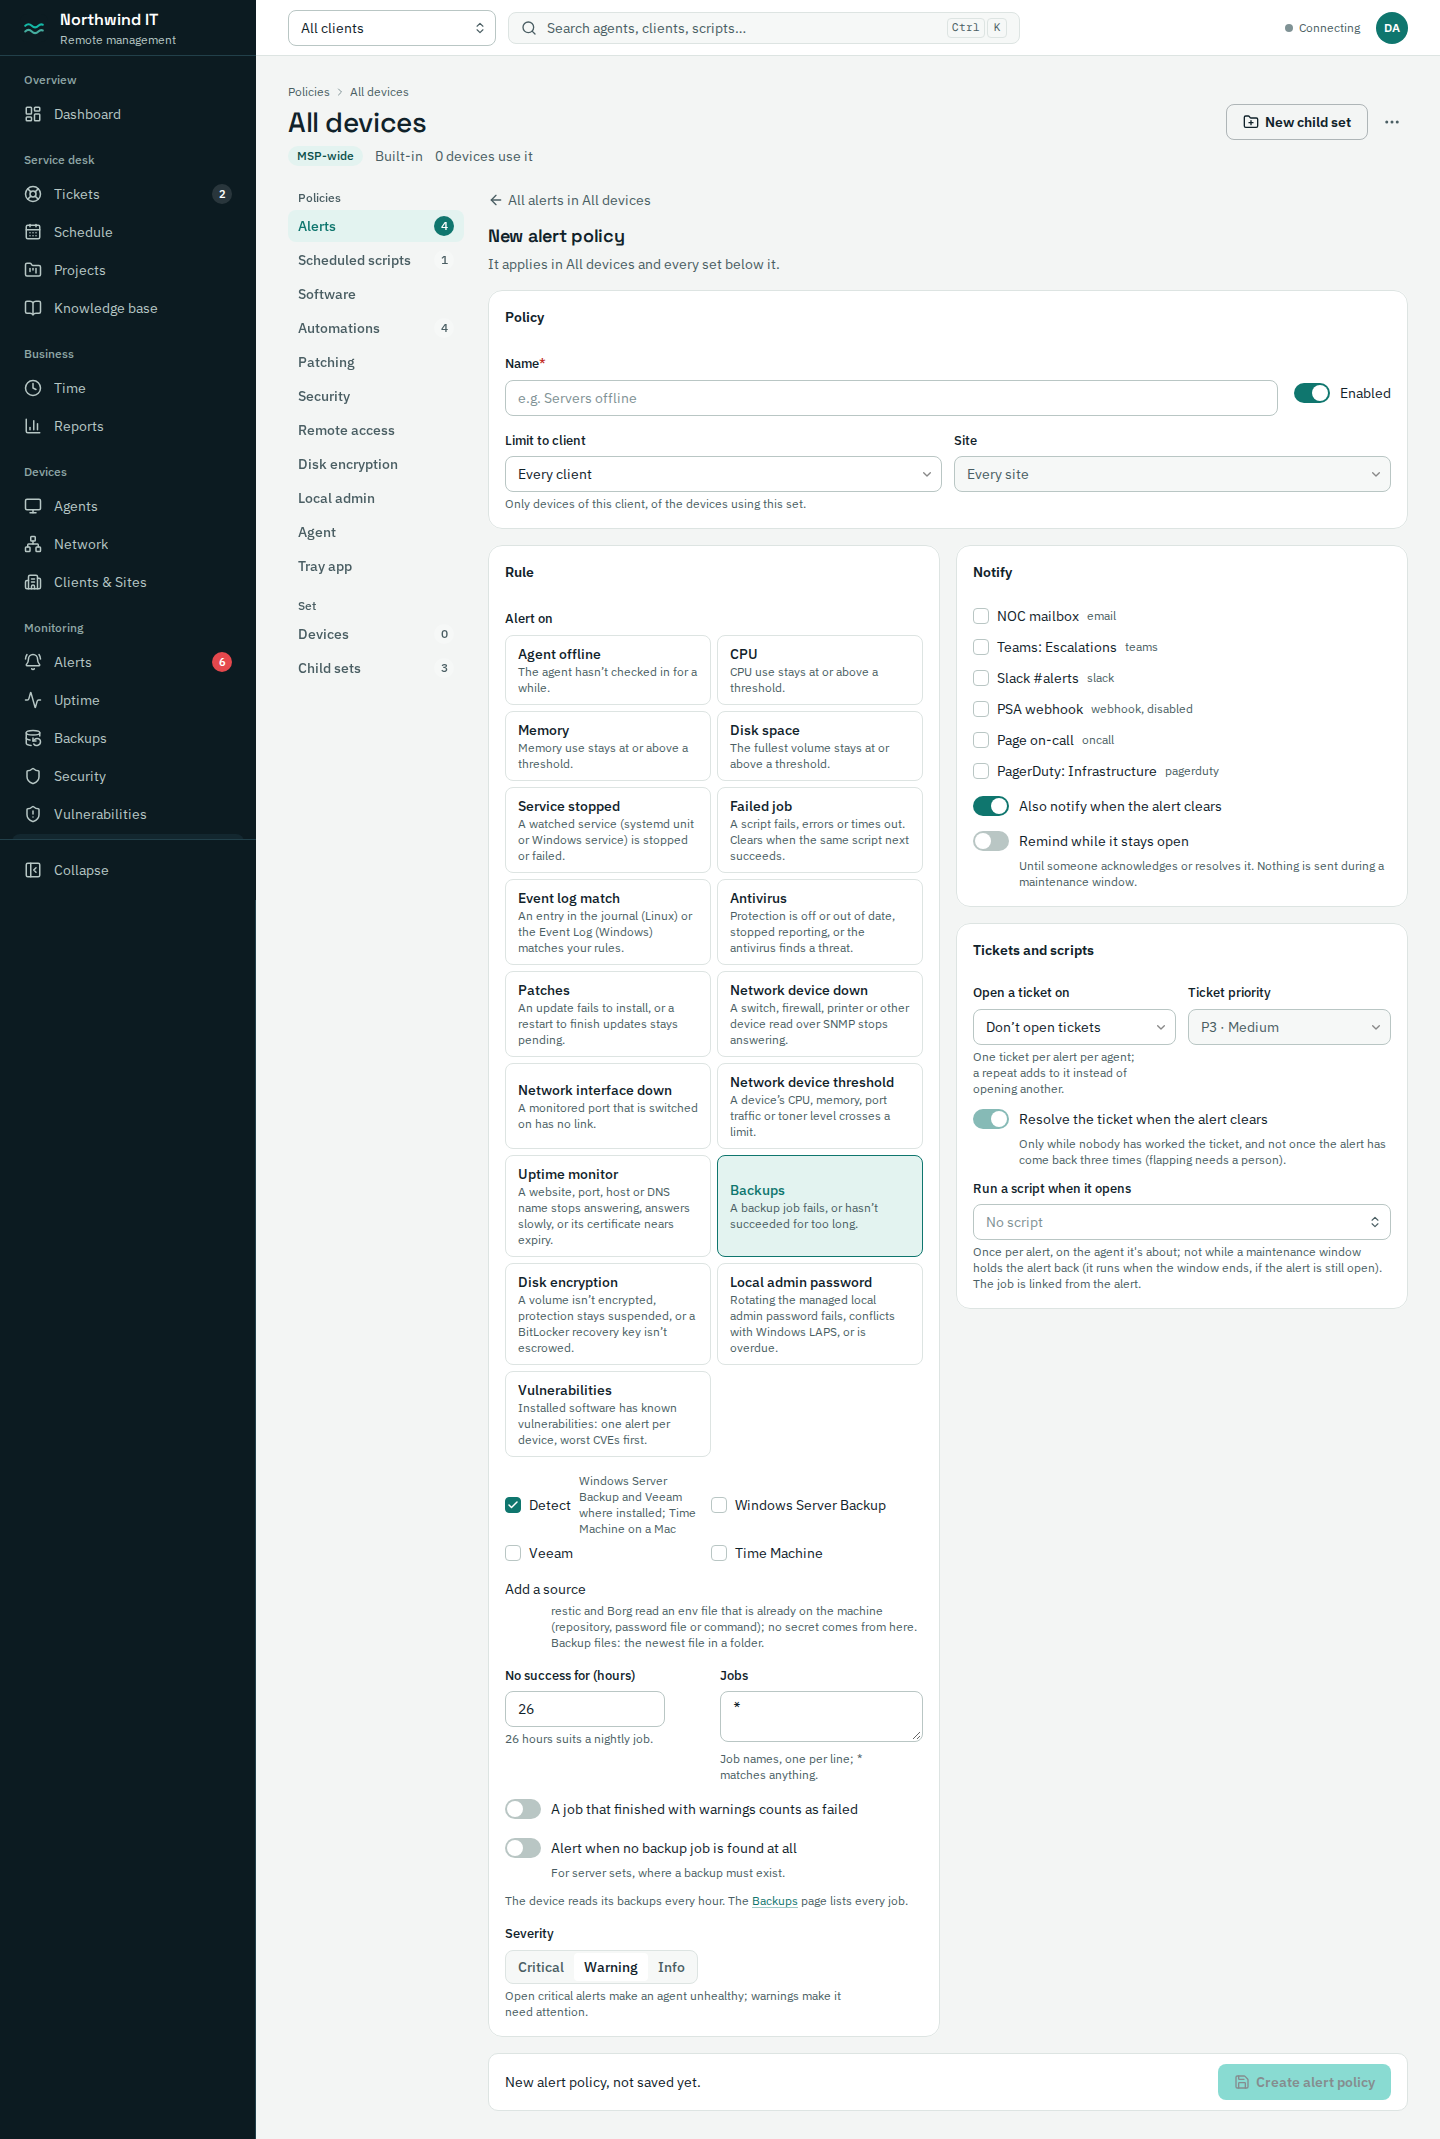 Northwind IT
Remote management
All clients
Search agents, clients, scripts...
Ctrl K
Connecting
DA
Overview
Dashboard
Service desk
Tickets 2
Schedule
Projects
Knowledge base
Business
Time
Reports
Devices
Agents
Network
Clients & Sites
Monitoring
Alerts 6
Uptime
Backups
Security
Vulnerabilities
Collapse
Policies > All devices
All devices
New child set
MSP-wide Built-in 0 devices use it
Policies
Alerts 4
Scheduled scripts 1
Software
Automations 4
Patching
Security
Remote access
Disk encryption
Local admin
Agent
Tray app
Set
Devices 0
Child sets 3
All alerts in All devices
New alert policy
It applies in All devices and every set below it.
Policy
Name*
e.g. Servers offline
Enabled
Limit to client
Every client
Only devices of this client, of the devices using this set.
Site
Every site
Rule
Alert on
Agent offline
The agent hasn't checked in for a
while.
CPU
CPU use stays at or above a
threshold.
Memory
Memory use stays at or above a
threshold.
Disk space
The fullest volume stays at or
above a threshold.
Service stopped
A watched service (systemd unit
or Windows service) is stopped
or failed.
Failed job
A script fails, errors or times out.
Clears when the same script next
succeeds.
Event log match
An entry in the journal (Linux) or
the Event Log (Windows)
matches your rules.
Antivirus
Protection is off or out of date,
stopped reporting, or the
antivirus finds a threat.
Patches
An update fails to install, or a
restart to finish updates stays
pending.
Network device down
A switch, firewall, printer or other
device read over SNMP stops
answering.
Network interface down
A monitored port that is switched
on has no link.
Network device threshold
A device's CPU, memory, port
traffic or toner level crosses a
limit.
Uptime monitor
A website, port, host or DNS
name stops answering, answers
slowly, or its certificate nears
expiry.
Backups
A backup job fails, or hasn't
succeeded for too long.
Disk encryption
A volume isn't encrypted,
protection stays suspended, or a
BitLocker recovery key isn't
escrowed.
Local admin password
Rotating the managed local
admin password fails, conflicts
with Windows LAPS, or is
overdue.
Vulnerabilities
Installed software has known
vulnerabilities: one alert per
device, worst CVEs first.
Detect
Windows Server
Backup and Veeam
where installed; Time
Machine on a Mac
Windows Server Backup
Veeam
Time Machine
Add a source
restic and Borg read an env file that is already on the machine
(repository, password file or command); no secret comes from here.
Backup files: the newest file in a folder.
No success for (hours)
26
26 hours suits a nightly job.
Jobs
*
Job names, one per line; *
matches anything.
A job that finished with warnings counts as failed
Alert when no backup job is found at all
For server sets, where a backup must exist.
The device reads its backups every hour. The Backups page lists every job.
Severity
Critical Warning Info
Open critical alerts make an agent unhealthy; warnings make it
need attention.
Notify
NOC mailbox email
Teams: Escalations teams
Slack #alerts slack
PSA webhook webhook, disabled
Page on-call oncall
PagerDuty: Infrastructure pagerduty
Also notify when the alert clears
Remind while it stays open
Until someone acknowledges or resolves it. Nothing is sent during a
maintenance window.
Tickets and scripts
Open a ticket on
Don't open tickets
One ticket per alert per agent;
a repeat adds to it instead of
opening another.
Ticket priority
P3 · Medium
Resolve the ticket when the alert clears
Only while nobody has worked the ticket, and not once the alert has
come back three times (flapping needs a person).
Run a script when it opens
No script
Once per alert, on the agent it's about; not while a maintenance window
holds the alert back (it runs when the window ends, if the alert is still open).
The job is linked from the alert.
New alert policy, not saved yet.
Create alert policy